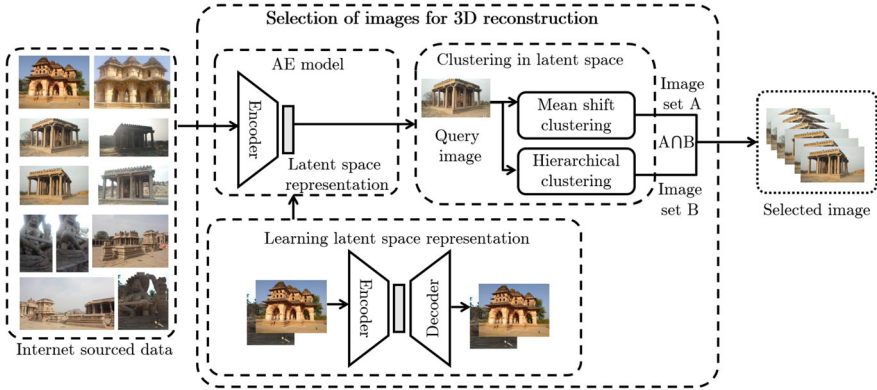 Selection of images for 3D reconstruction
AE model
Encoder
Latent space
representation
Clustering in latent space
Query
image
Mean shift
clustering
Hierarchical
clustering
Image
set A
A∩B
Image
set B
Selected image
Learning latent space representation
Encoder
Decoder
Internet sourced data